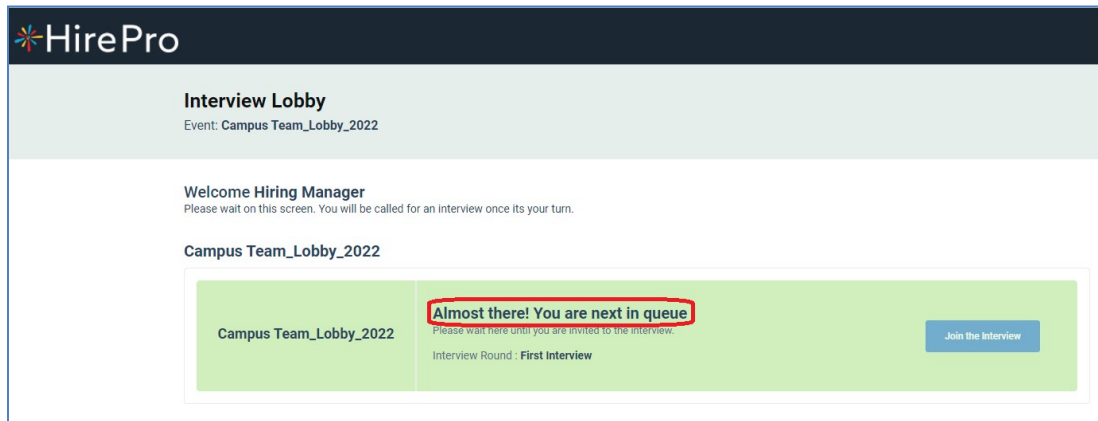 HirePro
Interview Lobby
Event: Campus Team_Lobby_2022
Welcome Hiring Manager
Please wait on this screen. You will be called for an interview once its your turn.
Campus Team_Lobby_2022
Campus Team_Lobby_2022
Almost there! You are next in queue
Please wait here until you are invited to the interview.
Interview Round : First Interview
Join the Interview